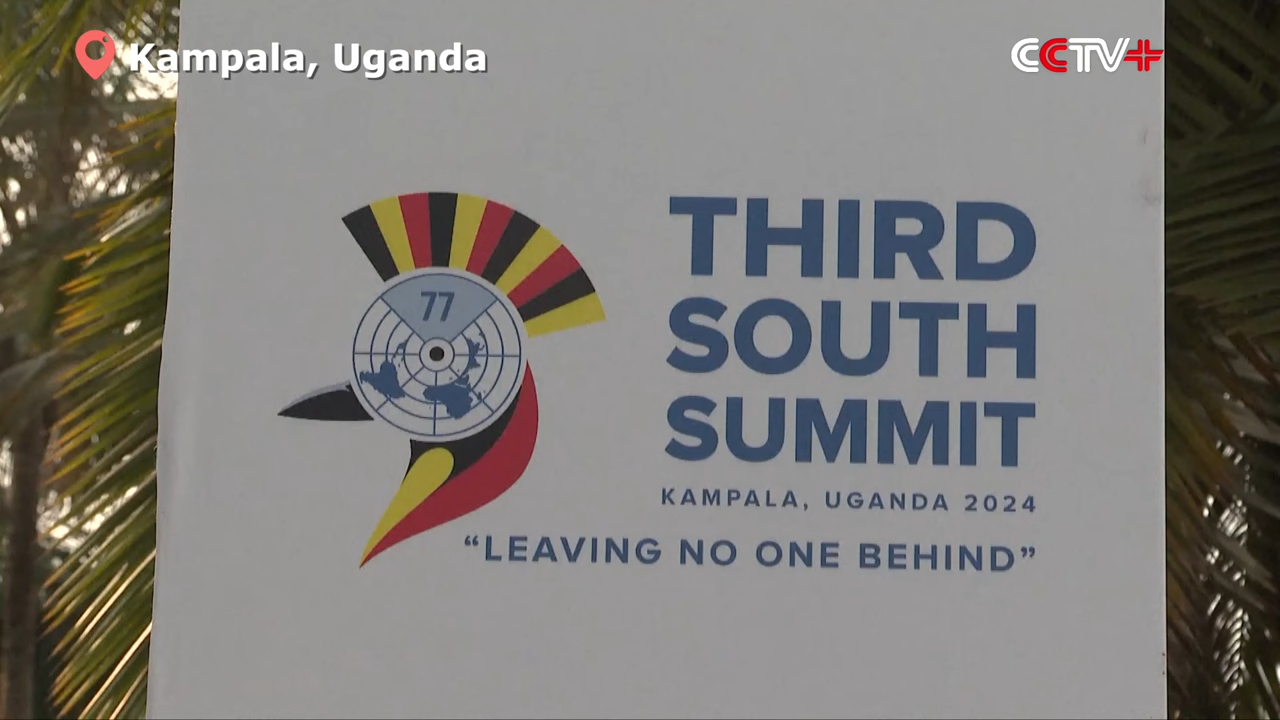 Kampala, Uganda
CCTV+
77
THIRD
SOUTH
SUMMIT
KAMPALA, UGANDA 2024
“LEAVING NO ONE BEHIND”